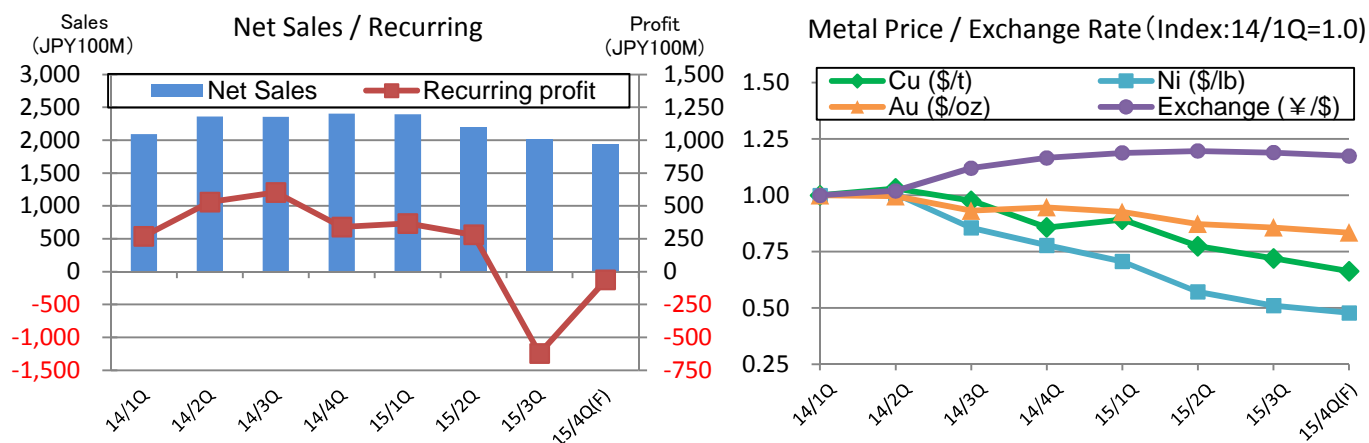 Sales
(JPY100M)
Net Sales / Recurring
Profit
(JPY100M)
3,000
2,500
2,000
1,500
1,000
500
0
-500
-1,000
-1,500
Net Sales
Recurring profit
1,500
1,250
1,000
750
500
250
0
-250
-500
-750
14/1Q
14/2Q
14/3Q
14/4Q
15/1Q
15/2Q
15/3Q
15/4Q(F)
Metal Price / Exchange Rate（Index:14/1Q=1.0)
1.50
1.25
1.00
0.75
0.50
0.25
Cu ($/t)
Ni ($/lb)
Au ($/oz)
Exchange (￥/$)
14/1Q
14/2Q
14/3Q
14/4Q
15/1Q
15/2Q
15/3Q
15/4Q(F)